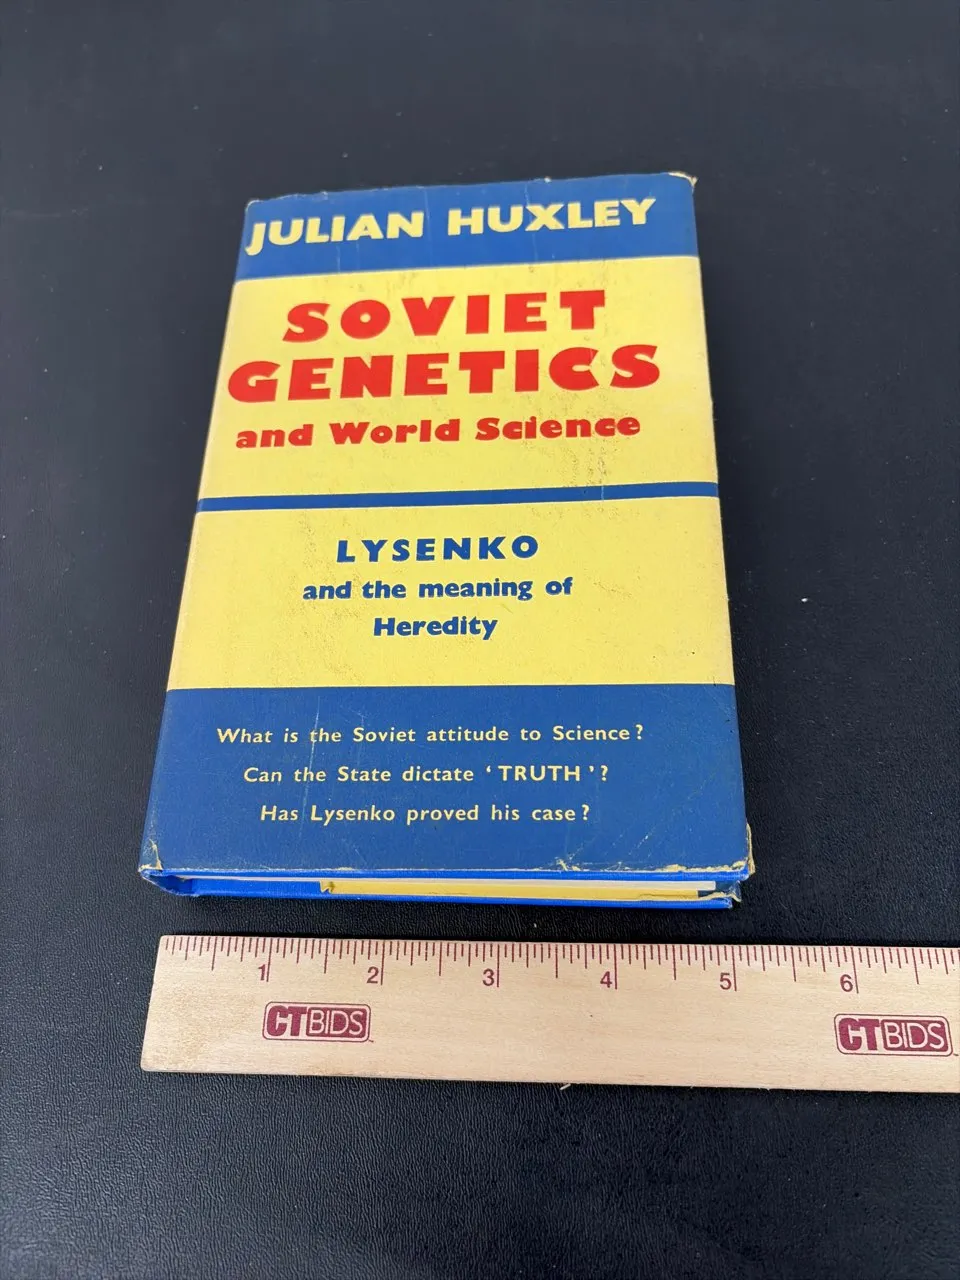 JULIAN HUXLEY
SOVIET
GENETICS
and World Science
LYSENKO
and the meaning of
Heredity
What is the Soviet attitude to Science?
Can the State dictate ‘TRUTH’?
Has Lysenko proved his case?
1 2 3 4 5 6
CTBIDS CTBIDS